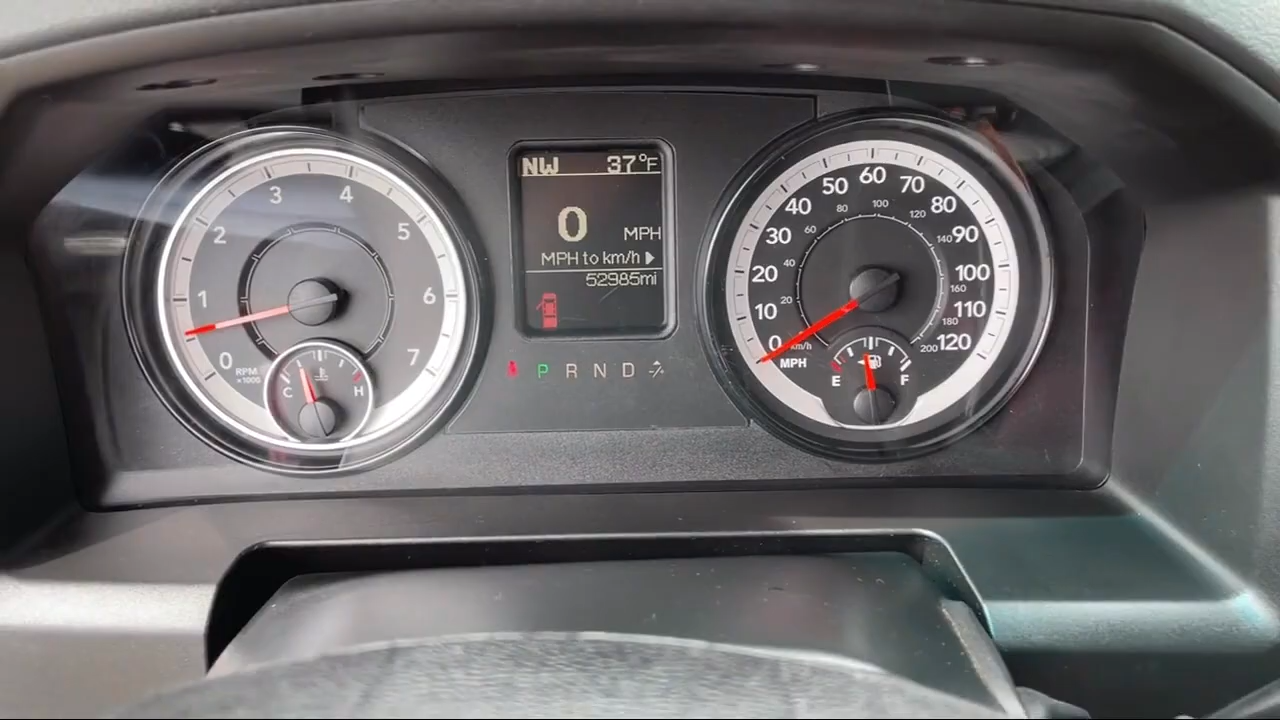 NW 37°F
0 MPH
MPH to km/h
52985mi
P R N D
0 1 2 3 4 5 6 7
RPM
×1000
C H
0 10 20 30 40 50 60 70 80 90 100 110 120
MPH
20 40 60 80 100 120 140 160 180 200
km/h
E F